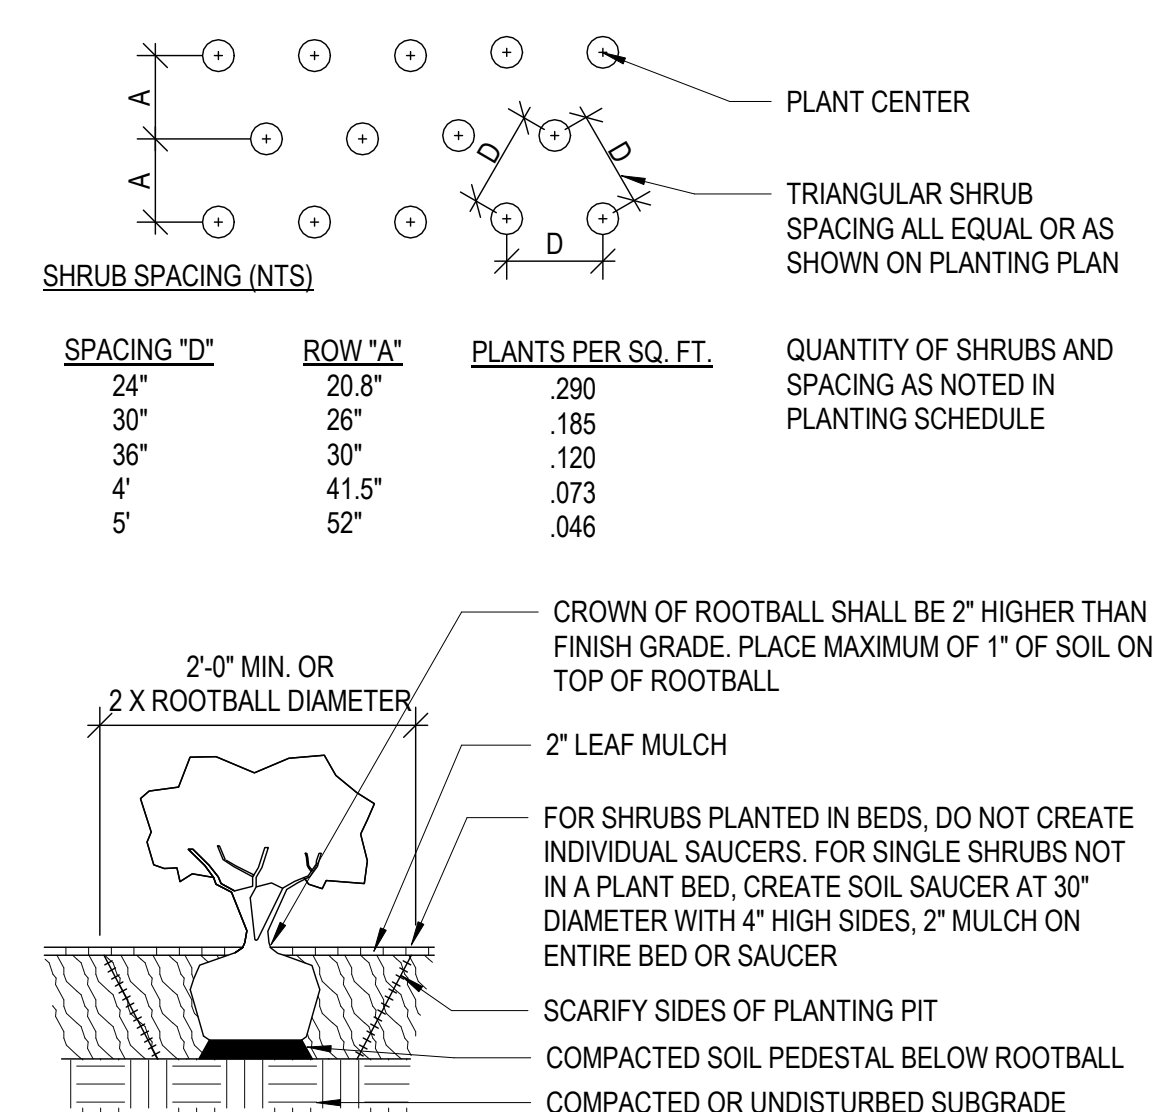 A
A
D
D
D
PLANT CENTER
TRIANGULAR SHRUB
SPACING ALL EQUAL OR AS
SHOWN ON PLANTING PLAN
SHRUB SPACING (NTS)
SPACING "D" ROW "A" PLANTS PER SQ. FT.
24" 20.8" .290
30" 26" .185
36" 30" .120
4' 41.5" .073
5' 52" .046
QUANTITY OF SHRUBS AND
SPACING AS NOTED IN
PLANTING SCHEDULE
CROWN OF ROOTBALL SHALL BE 2" HIGHER THAN
FINISH GRADE. PLACE MAXIMUM OF 1" OF SOIL ON
TOP OF ROOTBALL
2'-0" MIN. OR
2 X ROOTBALL DIAMETER
2" LEAF MULCH
FOR SHRUBS PLANTED IN BEDS, DO NOT CREATE
INDIVIDUAL SAUCERS. FOR SINGLE SHRUBS NOT
IN A PLANT BED, CREATE SOIL SAUCER AT 30"
DIAMETER WITH 4" HIGH SIDES, 2" MULCH ON
ENTIRE BED OR SAUCER
SCARIFY SIDES OF PLANTING PIT
COMPACTED SOIL PEDESTAL BELOW ROOTBALL
COMPACTED OR UNDISTURBED SUBGRADE